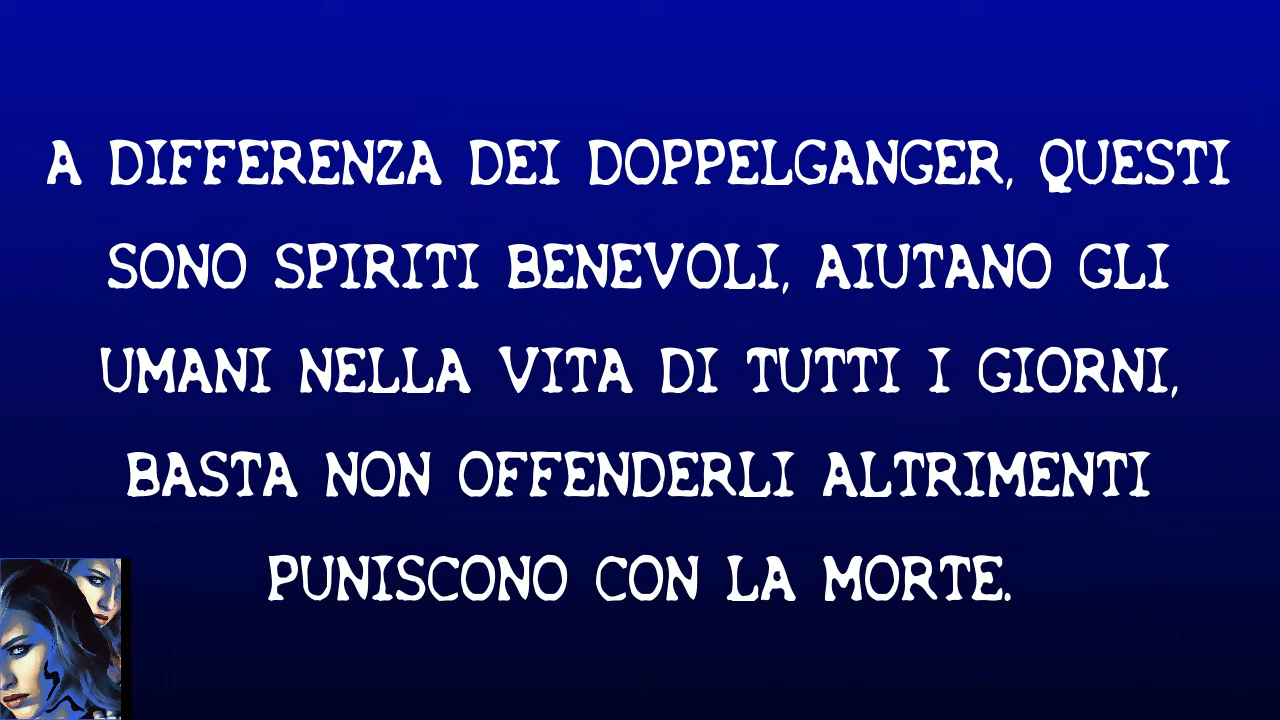 A DIFFERENZA DEI DOPPELGANGER, QUESTI
SONO SPIRITI BENEVOLI, AIUTANO GLI
UMANI NELLA VITA DI TUTTI I GIORNI,
BASTA NON OFFENDERLI ALTRIMENTI
PUNISCONO CON LA MORTE.